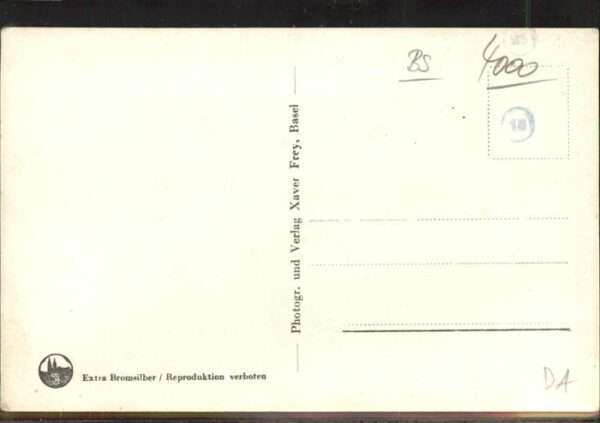 BS
4000
18
Photogr. und Verlag Xaver Frey, Basel
Extra Bromsilber / Reproduktion verboten
DA